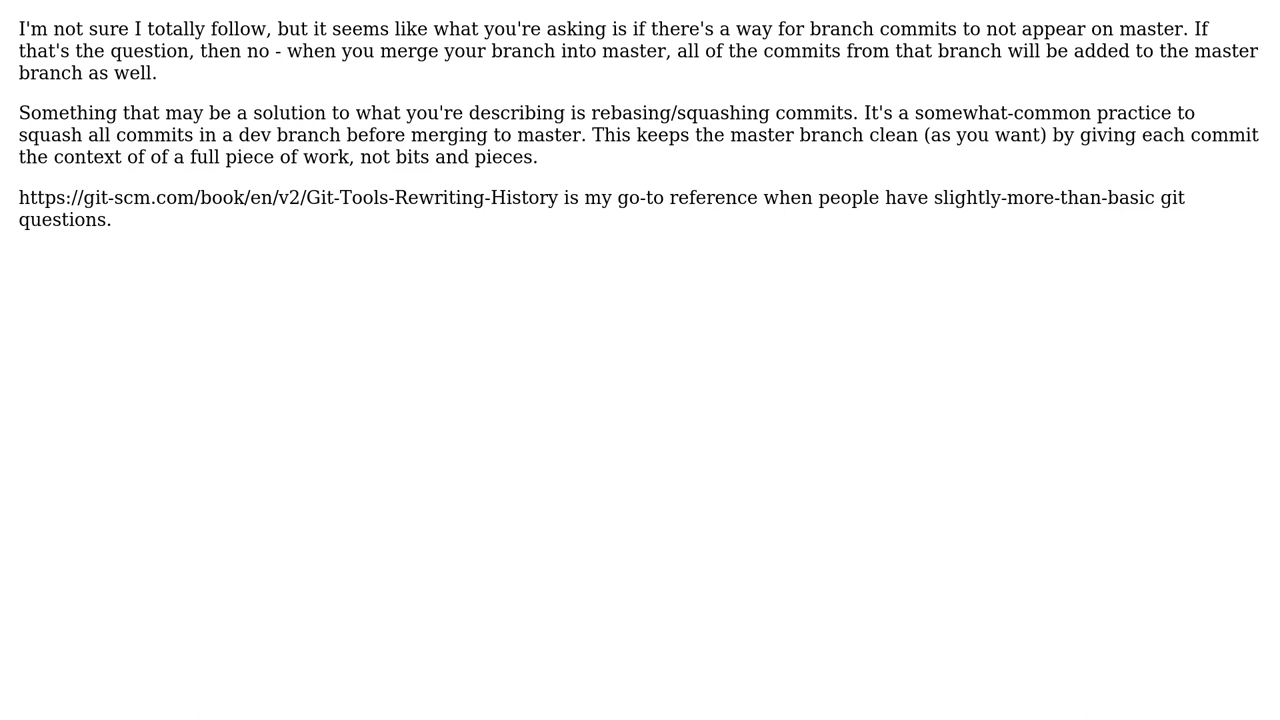 I'm not sure I totally follow, but it seems like what you're asking is if there's a way for branch commits to not appear on master. If
that's the question, then no - when you merge your branch into master, all of the commits from that branch will be added to the master
branch as well.
Something that may be a solution to what you're describing is rebasing/squashing commits. It's a somewhat-common practice to
squash all commits in a dev branch before merging to master. This keeps the master branch clean (as you want) by giving each commit
the context of of a full piece of work, not bits and pieces.
https://git-scm.com/book/en/v2/Git-Tools-Rewriting-History is my go-to reference when people have slightly-more-than-basic git
questions.